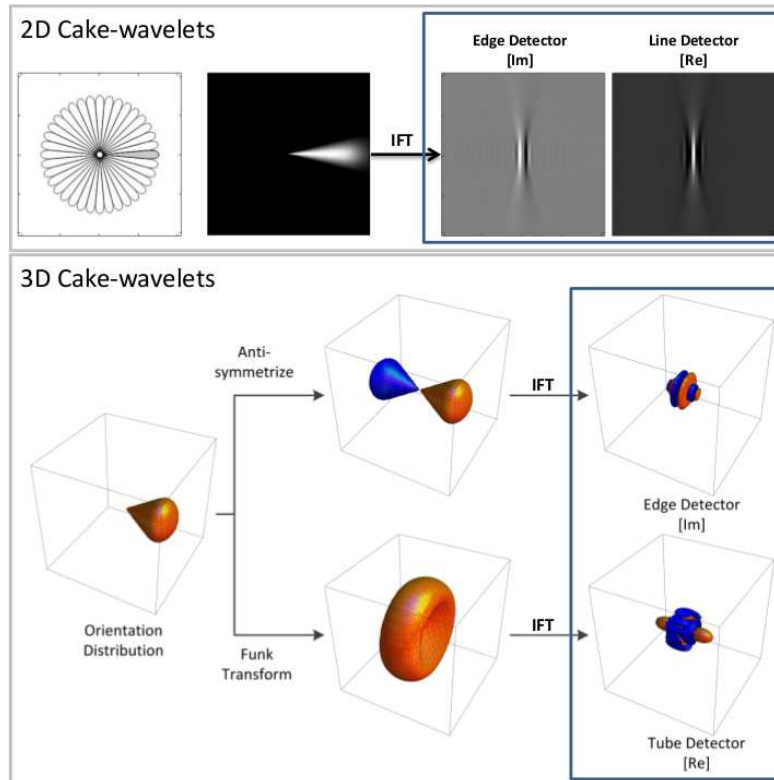 2D Cake-wavelets
Edge Detector
[Im]
Line Detector
[Re]
IFT
3D Cake-wavelets
Anti-
symmetrize
IFT
Edge Detector
[Im]
Orientation
Distribution
Funk
Transform
IFT
Tube Detector
[Re]